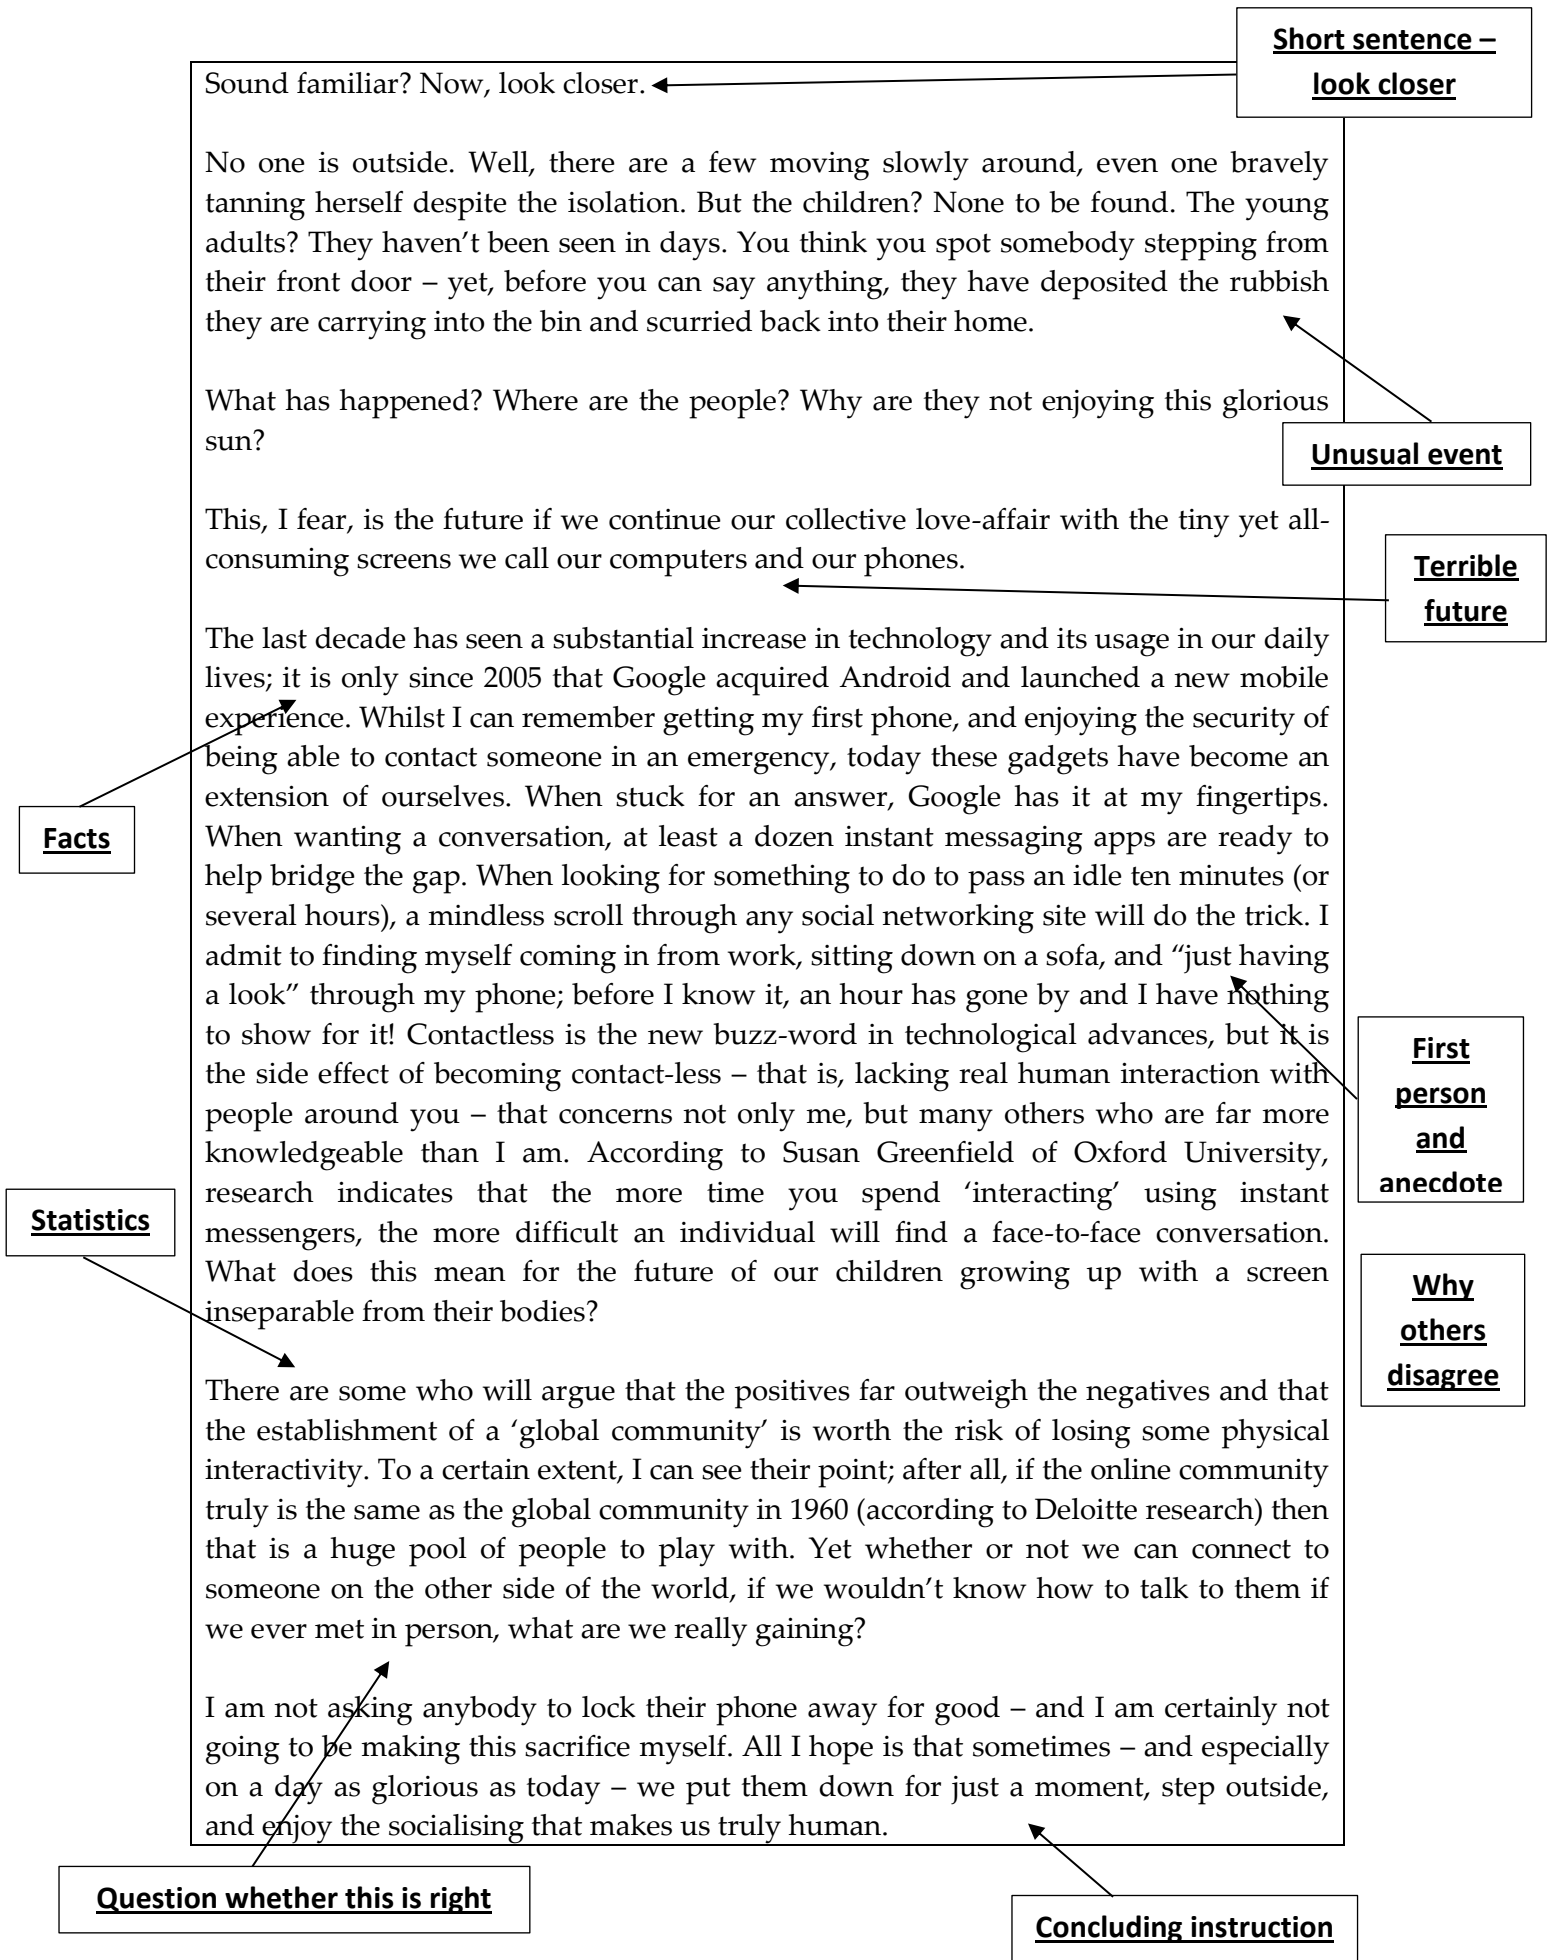 Short sentence –
look closer
Sound familiar? Now, look closer.
No one is outside. Well, there are a few moving slowly around, even one bravely
tanning herself despite the isolation. But the children? None to be found. The young
adults? They haven’t been seen in days. You think you spot somebody stepping from
their front door – yet, before you can say anything, they have deposited the rubbish
they are carrying into the bin and scurried back into their home.
What has happened? Where are the people? Why are they not enjoying this glorious
sun?
Unusual event
This, I fear, is the future if we continue our collective love-affair with the tiny yet all-
consuming screens we call our computers and our phones.
Terrible
future
The last decade has seen a substantial increase in technology and its usage in our daily
lives; it is only since 2005 that Google acquired Android and launched a new mobile
experience. Whilst I can remember getting my first phone, and enjoying the security of
being able to contact someone in an emergency, today these gadgets have become an
extension of ourselves. When stuck for an answer, Google has it at my fingertips.
When wanting a conversation, at least a dozen instant messaging apps are ready to
help bridge the gap. When looking for something to do to pass an idle ten minutes (or
several hours), a mindless scroll through any social networking site will do the trick. I
admit to finding myself coming in from work, sitting down on a sofa, and “just having
a look” through my phone; before I know it, an hour has gone by and I have nothing
to show for it! Contactless is the new buzz-word in technological advances, but it is
the side effect of becoming contact-less – that is, lacking real human interaction with
people around you – that concerns not only me, but many others who are far more
knowledgeable than I am. According to Susan Greenfield of Oxford University,
research indicates that the more time you spend ‘interacting’ using instant
messengers, the more difficult an individual will find a face-to-face conversation.
What does this mean for the future of our children growing up with a screen
inseparable from their bodies?
Facts
First
person
and
anecdote
Statistics
Why
others
disagree
There are some who will argue that the positives far outweigh the negatives and that
the establishment of a ‘global community’ is worth the risk of losing some physical
interactivity. To a certain extent, I can see their point; after all, if the online community
truly is the same as the global community in 1960 (according to Deloitte research) then
that is a huge pool of people to play with. Yet whether or not we can connect to
someone on the other side of the world, if we wouldn’t know how to talk to them if
we ever met in person, what are we really gaining?
I am not asking anybody to lock their phone away for good – and I am certainly not
going to be making this sacrifice myself. All I hope is that sometimes – and especially
on a day as glorious as today – we put them down for just a moment, step outside,
and enjoy the socialising that makes us truly human.
Question whether this is right
Concluding instruction